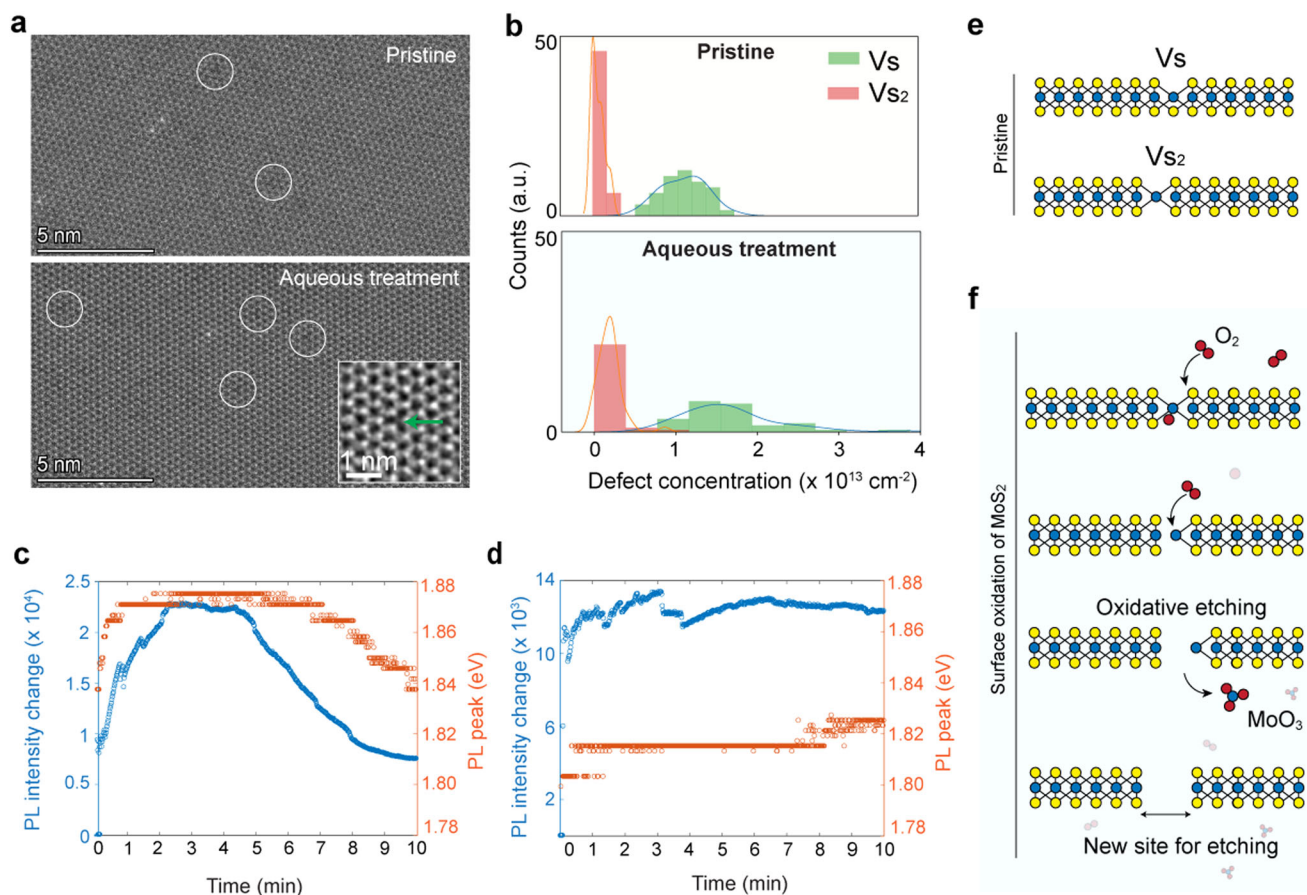 a
Pristine
5 nm
Aqueous treatment
5 nm
1 nm
b
50
Pristine
Vs
Vs2
0
Counts (a.u.)
50
Aqueous treatment
0
0 1 2 3 4
Defect concentration (x 10^13 cm^-2)
c
PL intensity change (x 10^4)
2.5
2
1.5
1
0.5
0
1.88
1.86
1.84
1.82
1.80
1.78
PL peak (eV)
0 1 2 3 4 5 6 7 8 9 10
Time (min)
d
PL intensity change (x 10^3)
14
10
6
2
1.88
1.86
1.84
1.82
1.80
1.78
PL peak (eV)
0 1 2 3 4 5 6 7 8 9 10
Time (min)
e
Pristine
Vs
Vs2
f
Surface oxidation of MoS2
O2
Oxidative etching
MoO3
New site for etching